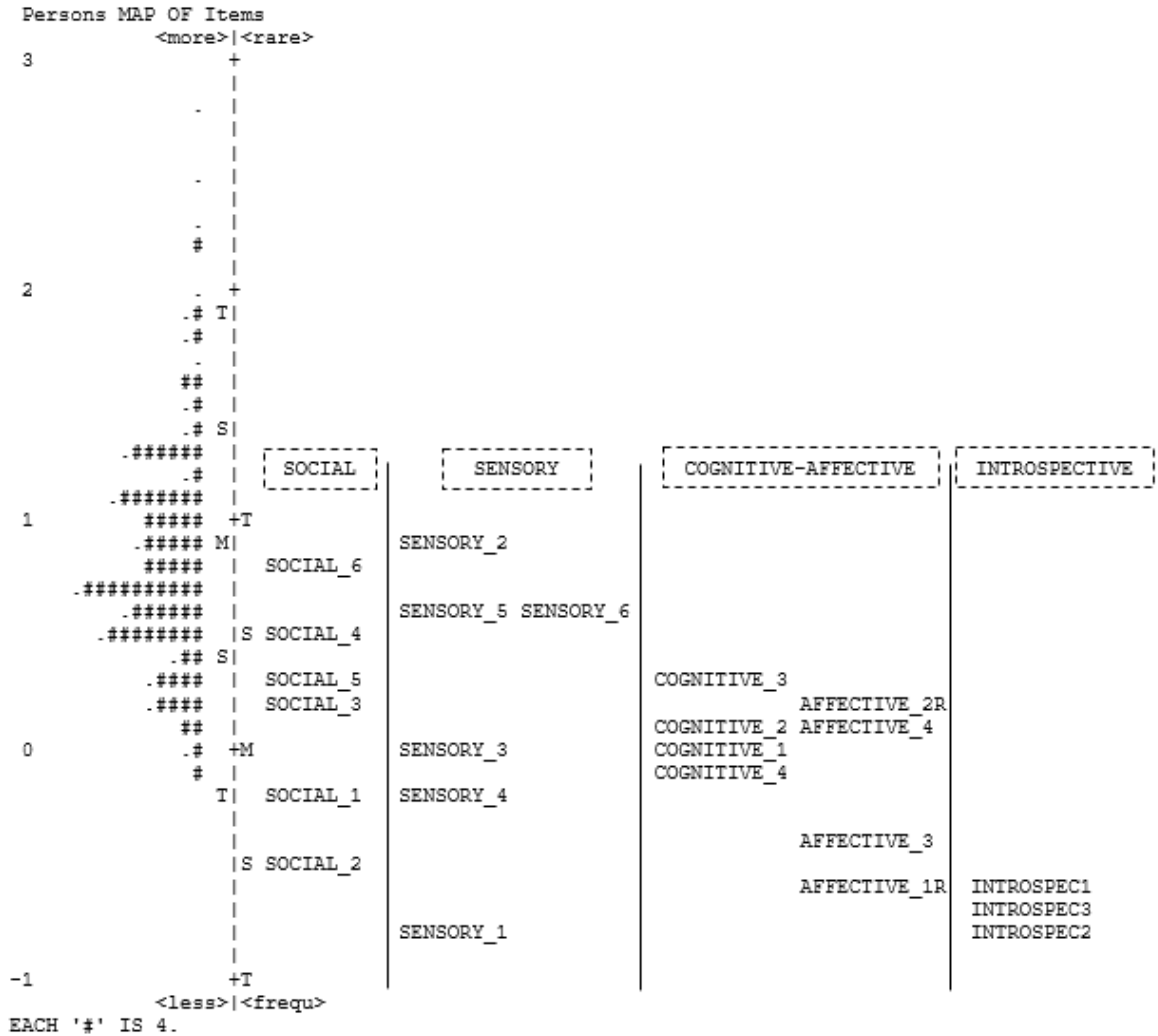 Persons MAP OF Items
<more>|<rare>
3 +
|
. |
|
|
. |
|
. |
# |
|
2 . +
.# T|
.# |
. |
## |
.# |
.# S|
.###### |
.# | SOCIAL | SENSORY | COGNITIVE-AFFECTIVE | INTROSPECTIVE
.####### |
1 ##### +T
.##### M| SENSORY_2
##### | SOCIAL_6
.########## |
.###### | SENSORY_5 SENSORY_6
.######## |S SOCIAL_4
.## S|
.#### | SOCIAL_5 COGNITIVE_3
.#### | SOCIAL_3 AFFECTIVE_2R
## | COGNITIVE_2 AFFECTIVE_4
0 .# +M SENSORY_3 COGNITIVE_1
# | COGNITIVE_4
T| SOCIAL_1 SENSORY_4
|
| AFFECTIVE_3
|S SOCIAL_2
| AFFECTIVE_1R INTROSPEC1
| INTROSPEC3
| SENSORY_1 INTROSPEC2
|
-1 +T
<less>|<frequ>
EACH '#' IS 4.